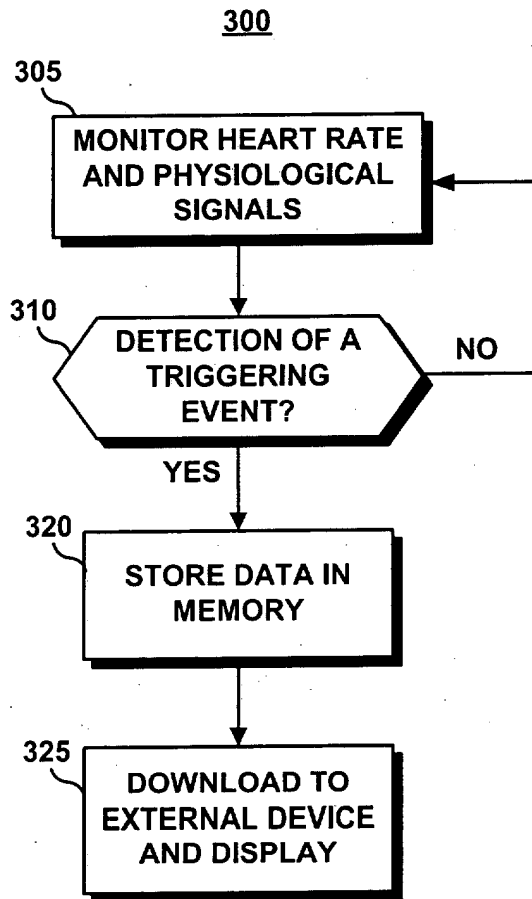 300
305
MONITOR HEART RATE
AND PHYSIOLOGICAL
SIGNALS
310
DETECTION OF A
TRIGGERING
EVENT?
NO
YES
320
STORE DATA IN
MEMORY
325
DOWNLOAD TO
EXTERNAL DEVICE
AND DISPLAY